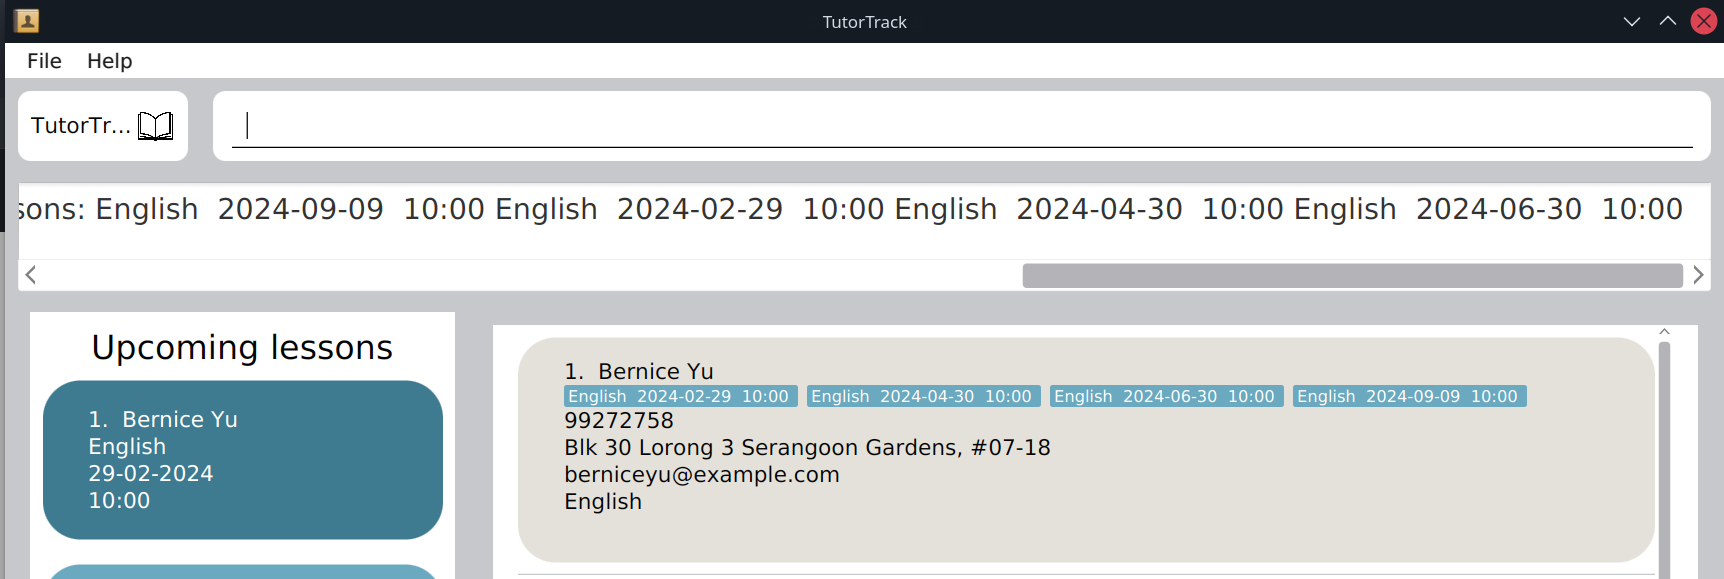 TutorTrack
File Help
TutorTr...
sons: English 2024-09-09 10:00 English 2024-02-29 10:00 English 2024-04-30 10:00 English 2024-06-30 10:00
Upcoming lessons
1. Bernice Yu
English
29-02-2024
10:00
1. Bernice Yu
English 2024-02-29 10:00 English 2024-04-30 10:00 English 2024-06-30 10:00 English 2024-09-09 10:00
99272758
Blk 30 Lorong 3 Serangoon Gardens, #07-18
berniceyu@example.com
English